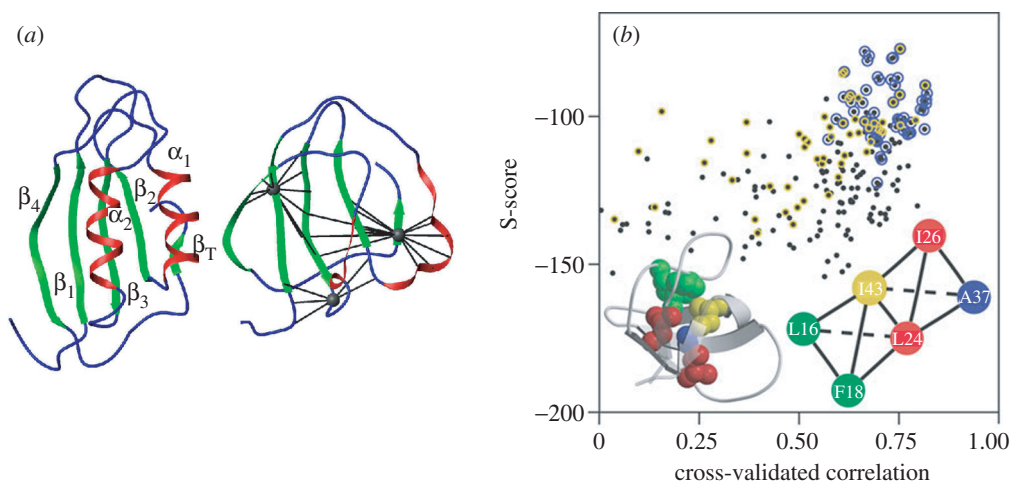 (a)
α1
β2
β4
α2
βT
β1
β3
(b)
−100
−150
−200
S-score
0
0.25
0.50
0.75
1.00
cross-validated correlation
I26
I43
A37
L16
L24
F18